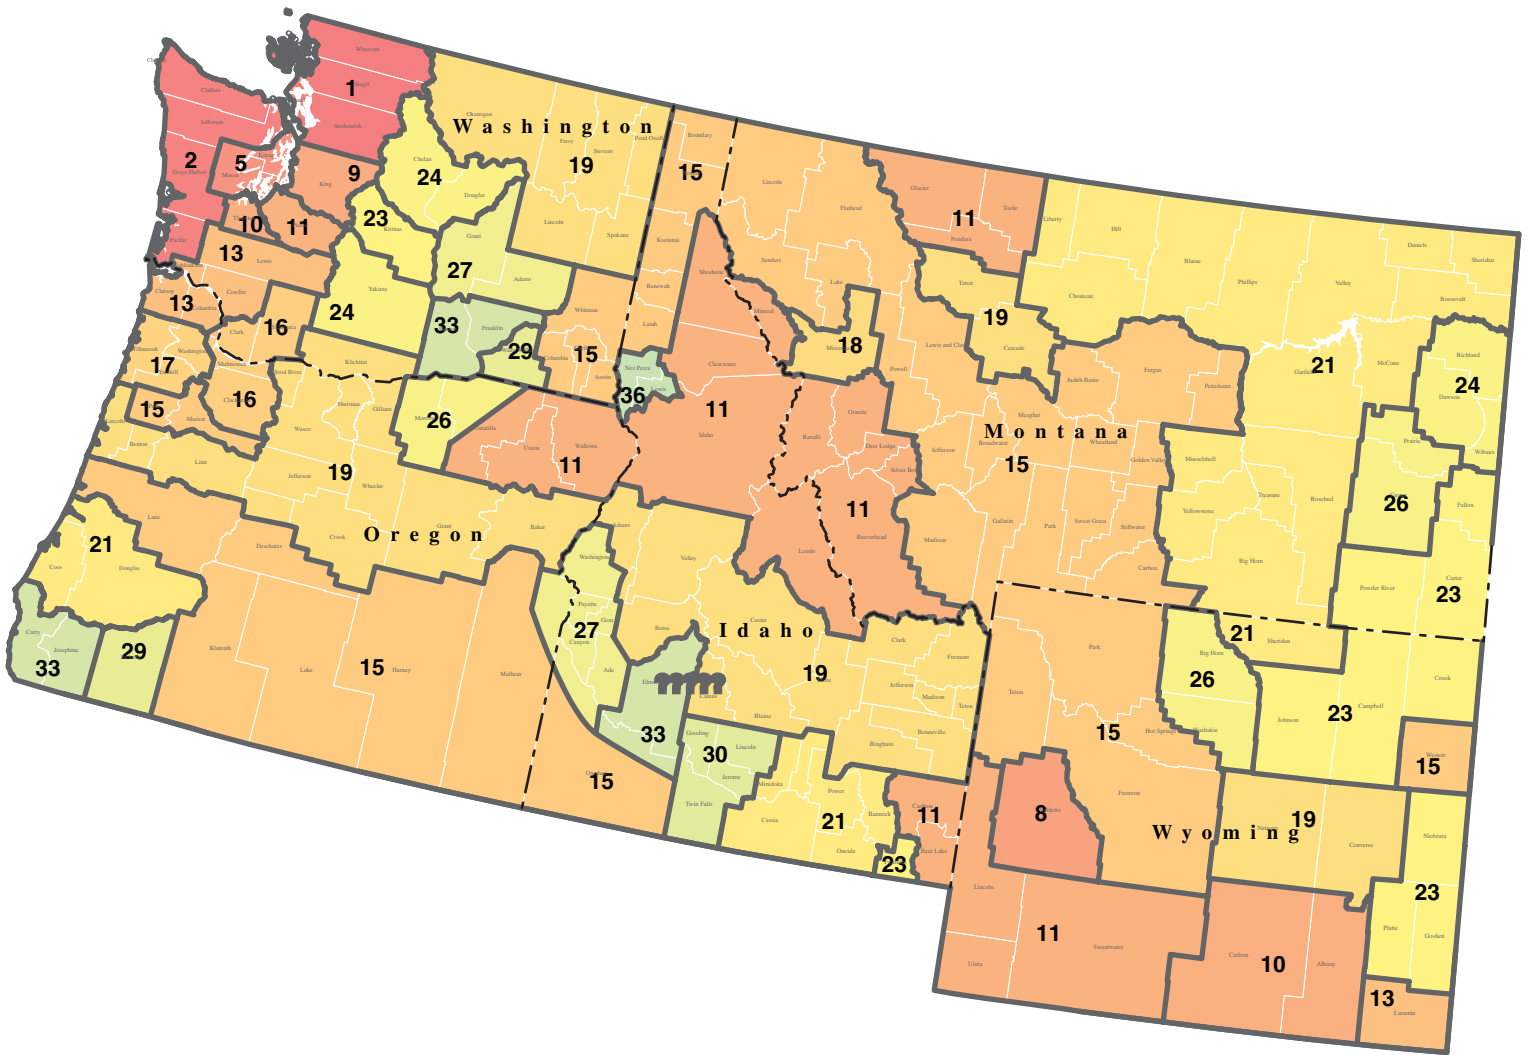 Whatcom
Skagit
1
Snohomish
Clallam
Jefferson
2
Grays Harbor
5
Kitsap
Mason
9
King
10
11
Pacific
13
Lewis
Cowlitz
Washington
Okanogan
Ferry
Stevens
Pend Oreille
19
Lincoln
Spokane
Chelan
24
Douglas
23
Kittitas
Grant
27
Adams
Yakima
24
33
Franklin
29
Whitman
Columbia
15
Asotin
Clark
16
Klickitat
Clatsop
13
Columbia
Tillamook
Washington
17
Yamhill
Multnomah
Hood River
15
Marion
16
Lincoln
Benton
Linn
Sherman
Gilliam
Wasco
26
Umatilla
Union
Wallowa
11
Jefferson
19
Wheeler
Oregon
Crook
Grant
Baker
Lane
Deschutes
21
Coos
Douglas
Curry
Josephine
33
29
Klamath
Lake
15
Harney
Malheur
Boundary
15
Kootenai
Benewah
Latah
Shoshone
Clearwater
Nez Perce
Lewis
36
11
Idaho
Adams
Valley
Washington
Payette
Gem
27
Canyon
Ada
Boise
Idaho
Custer
Lemhi
Clark
Fremont
19
Jefferson
Madison
Teton
Bonneville
Bingham
Camas
Blaine
33
Gooding
Lincoln
30
Jerome
Twin Falls
Minidoka
Cassia
Power
21
Bannock
Oneida
23
11
Bear Lake
15
Lincoln
Flathead
Sanders
Lake
Mineral
18
Glacier
11
Toole
Pondera
Liberty
Hill
Blaine
Phillips
Valley
Daniels
Sheridan
Roosevelt
Chouteau
Teton
19
Cascade
Lewis and Clark
Powell
Judith Basin
Fergus
Petroleum
Garfield
21
McCone
Richland
24
Dawson
Wibaux
Prairie
26
Fallon
Montana
Meagher
Broadwater
Wheatland
Golden Valley
15
Jefferson
Granite
Ravalli
Deer Lodge
Silver Bow
11
Beaverhead
Madison
Gallatin
Park
Sweet Grass
Stillwater
Carbon
Musselshell
Treasure
Rosebud
Yellowstone
Big Horn
Powder River
Carter
23
Park
Teton
15
Hot Springs
Fremont
21
Sheridan
Big Horn
26
Washakie
Johnson
23
Campbell
Crook
Weston
15
8
Wyoming
19
Converse
Niobrara
23
Platte
Goshen
Lincoln
Uinta
11
Sweetwater
Carbon
10
Albany
13
Laramie